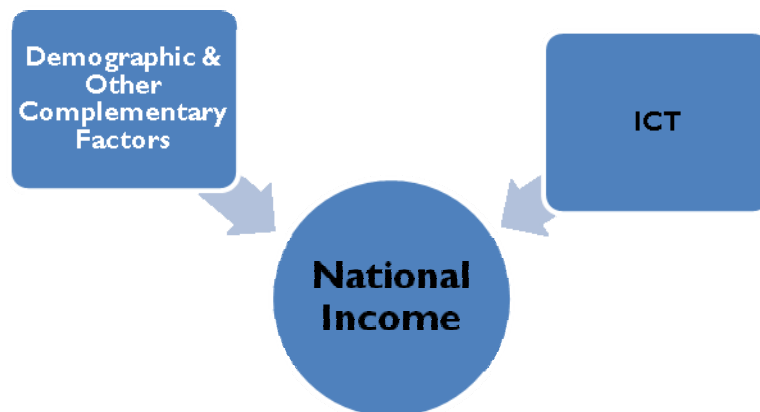 Demographic &
Other
Complementary
Factors
ICT
National
Income